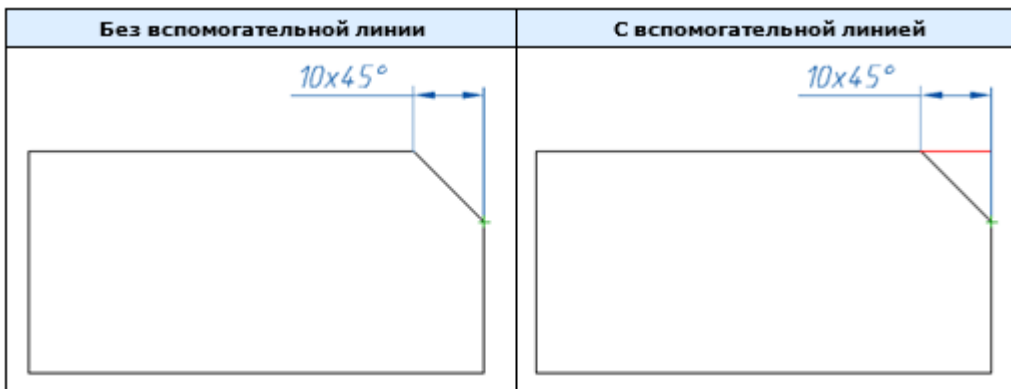 Без вспомогательной линии
С вспомогательной линией
10x45°
10x45°